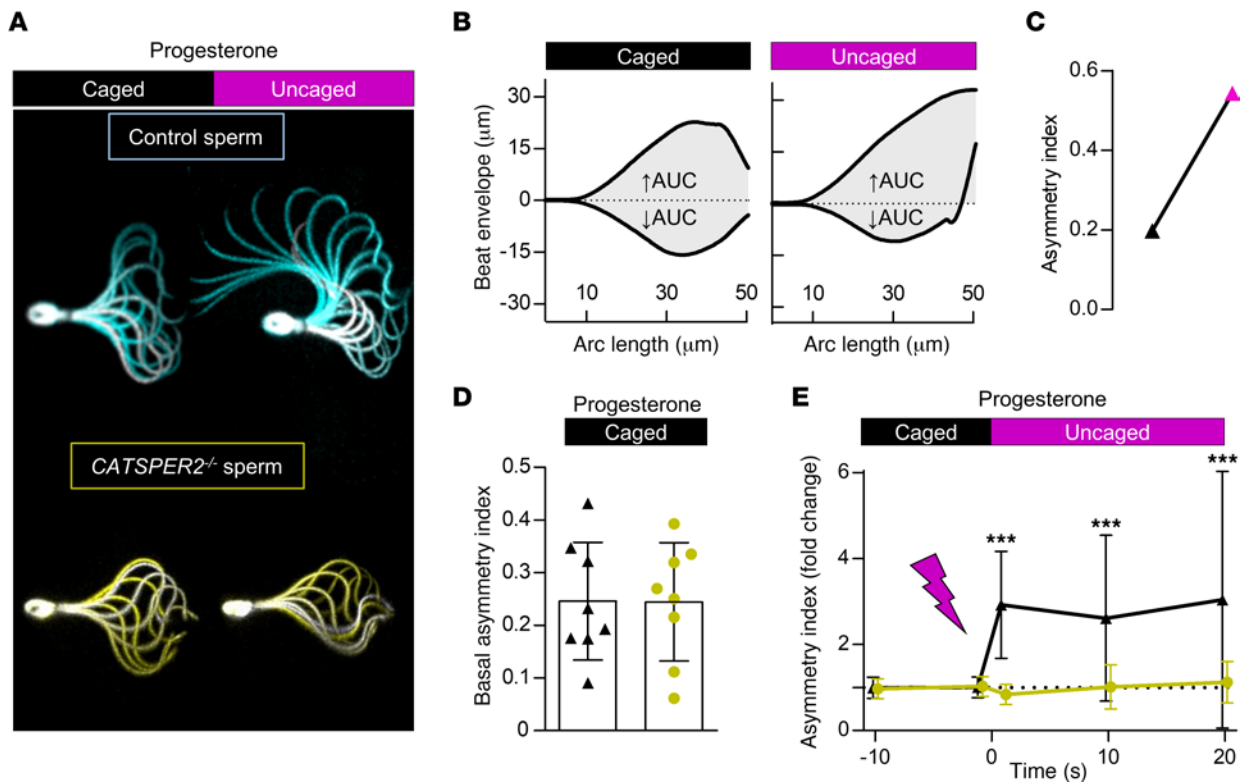 A
Progesterone
Caged Uncaged
Control sperm
CATSPER2-/- sperm
B
Caged Uncaged
Beat envelope (μm)
30
15
0
-15
-30
↑AUC ↑AUC
↓AUC ↓AUC
10 30 50 10 30 50
Arc length (μm) Arc length (μm)
C
Asymmetry index
0.6
0.4
0.2
0.0
D
Progesterone
Caged
Basal asymmetry index
0.5
0.4
0.3
0.2
0.1
0
E
Progesterone
Caged Uncaged
Asymmetry index (fold change)
6
4
2
0
*** *** ***
-10 0 10 20
Time (s)